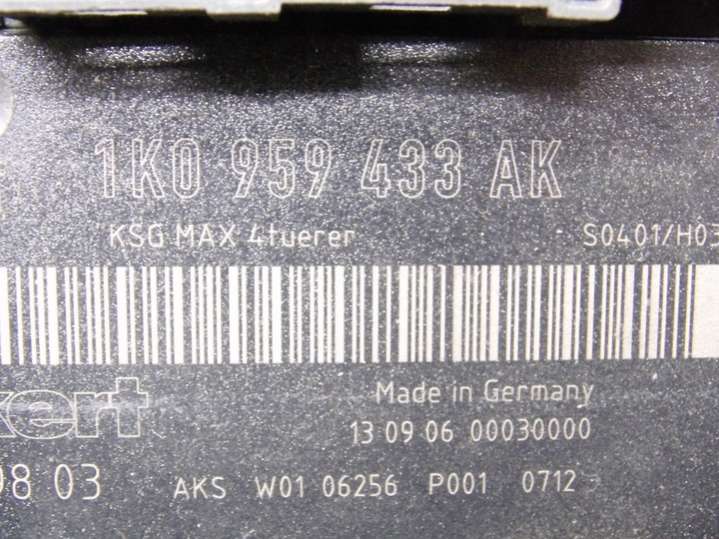 1K0 959 433 AK
KSG MAX 4tuerer S0401/H03
Made in Germany
13 09 06 00030000
03
AKS W01 06256 P001 0712